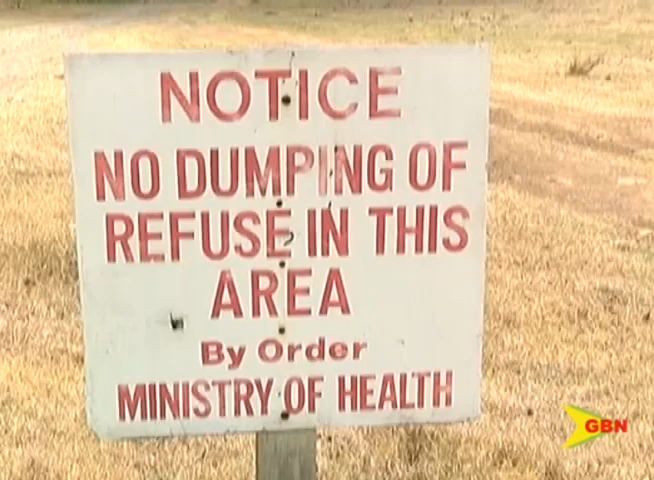 NOTICE
NO DUMPING OF
REFUSE IN THIS
AREA
By Order
MINISTRY OF HEALTH
GBN